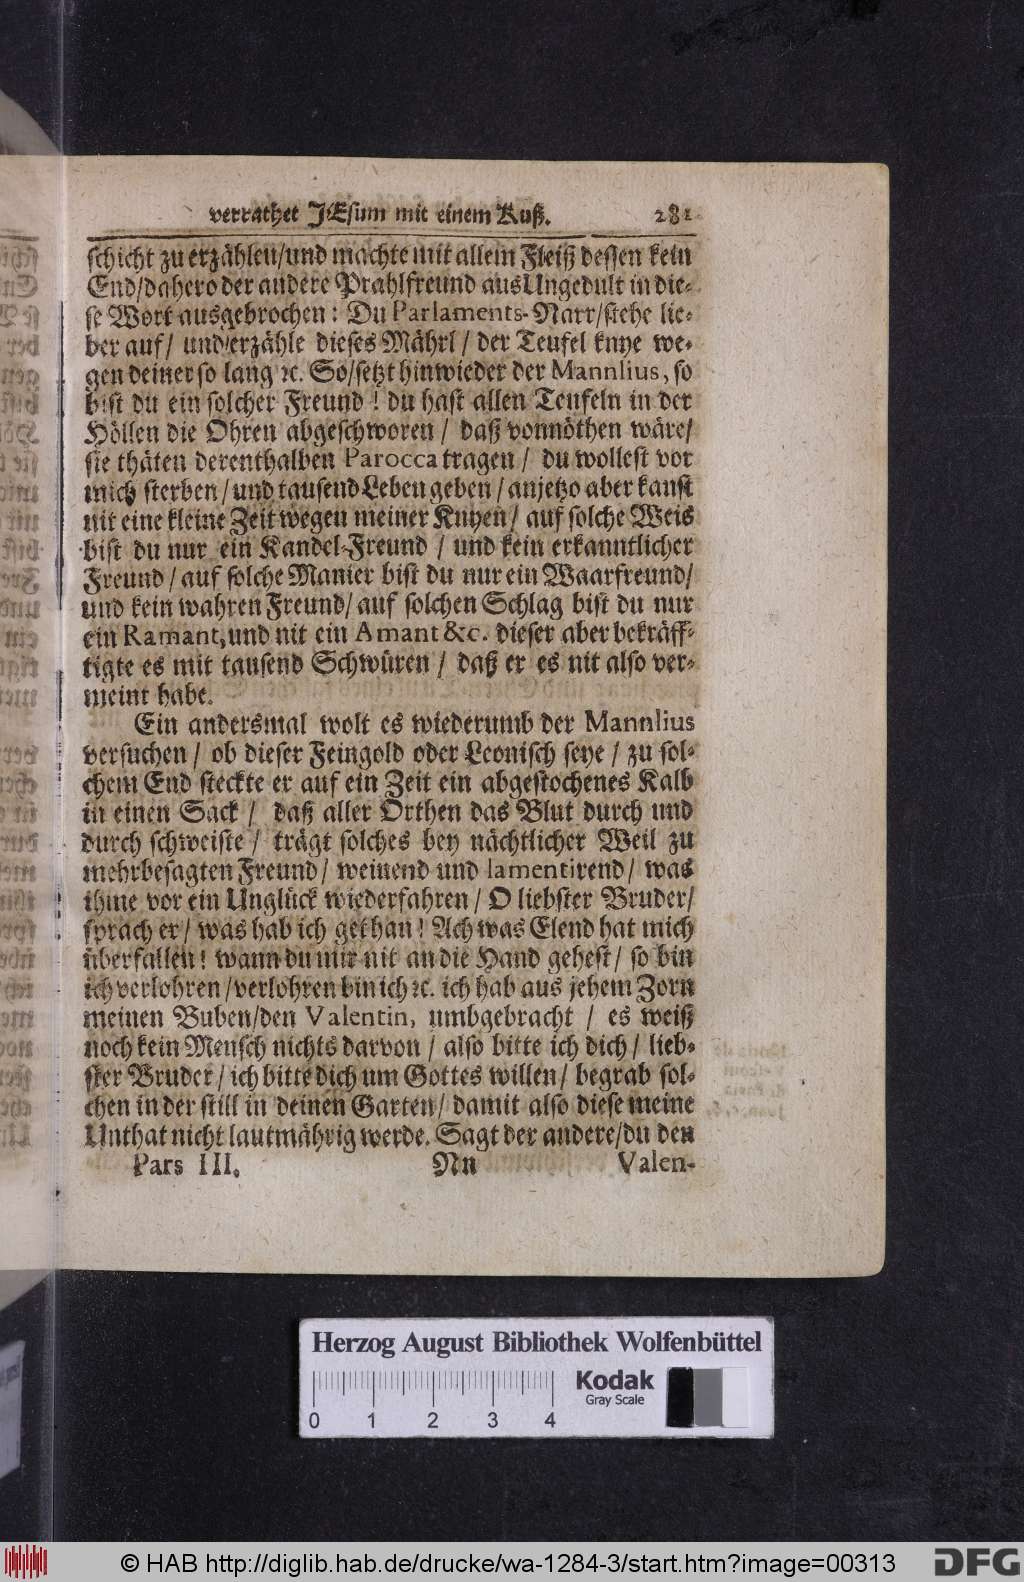 verrathet JEsum mit einem Kuß. 281
schicht zu erzählen/und machte mit allem Fleiß dessen kein
End/dahero der andere Prahlfreund aus Ungedult in die-
se Wort ausgebrochen: Du Parlaments-Narr/stehe lie-
ber auf/ und erzähle dieses Mährl/ der Teufel knye we-
gen deiner so lang ꝛc. So/setzt hinwieder der Mannlius, so
bist du ein solcher Freund! du hast allen Teufeln in der
Höllen die Ohren abgeschworen/ daß vonnöthen wäre/
sie thäten derenthalben Parocca tragen/ du wollest vor
mich sterben/und tausend Leben geben/anjetzo aber kanst
nit eine kleine Zeit wegen meiner Knyen/ auf solche Weis
bist du nur ein Kandel-Freund/ und kein erkanntlicher
Freund/auf solche Manier bist du nur ein Waarfreund/
und kein wahren Freund/auf solchen Schlag bist du nur
ein Ramant, und nit ein Amant &c. dieser aber bekräff-
tigte es mit tausend Schwüren/ daß er es nit also ver-
meint habe.
Ein andersmal wolt es wiederumb der Mannlius
versuchen/ ob dieser Feingold oder Leonisch seye/ zu sol-
chem End steckte er auf ein Zeit ein abgestochenes Kalb
in einen Sack/ daß aller Orthen das Blut durch und
durch schweiste/ trägt solches bey nächtlicher Weil zu
mehrbesagten Freund/ weinend und lamentirend/ was
ihme vor ein Unglück wiederfahren/ O liebster Bruder/
sprach er/ was hab ich gethan! Ach was Elend hat mich
überfallen! wann du mir nit an die Hand gehest/ so bin
ich verlohren/verlohren bin ich ꝛc. ich hab aus jehem Zorn
meinen Buben/den Valentin, umbgebracht/ es weiß
noch kein Mensch nichts darvon/ also bitte ich dich/ lieb-
ster Bruder/ich bitte dich um Gottes willen/ begrab sol-
chen in der still in deinen Garten/ damit also diese meine
Unthat nicht lautmährig werde. Sagt der andere/du den
Pars III. Nn Valen-
Herzog August Bibliothek Wolfenbüttel
Kodak
Gray Scale
0 1 2 3 4
© HAB http://diglib.hab.de/drucke/wa-1284-3/start.htm?image=00313
DFG